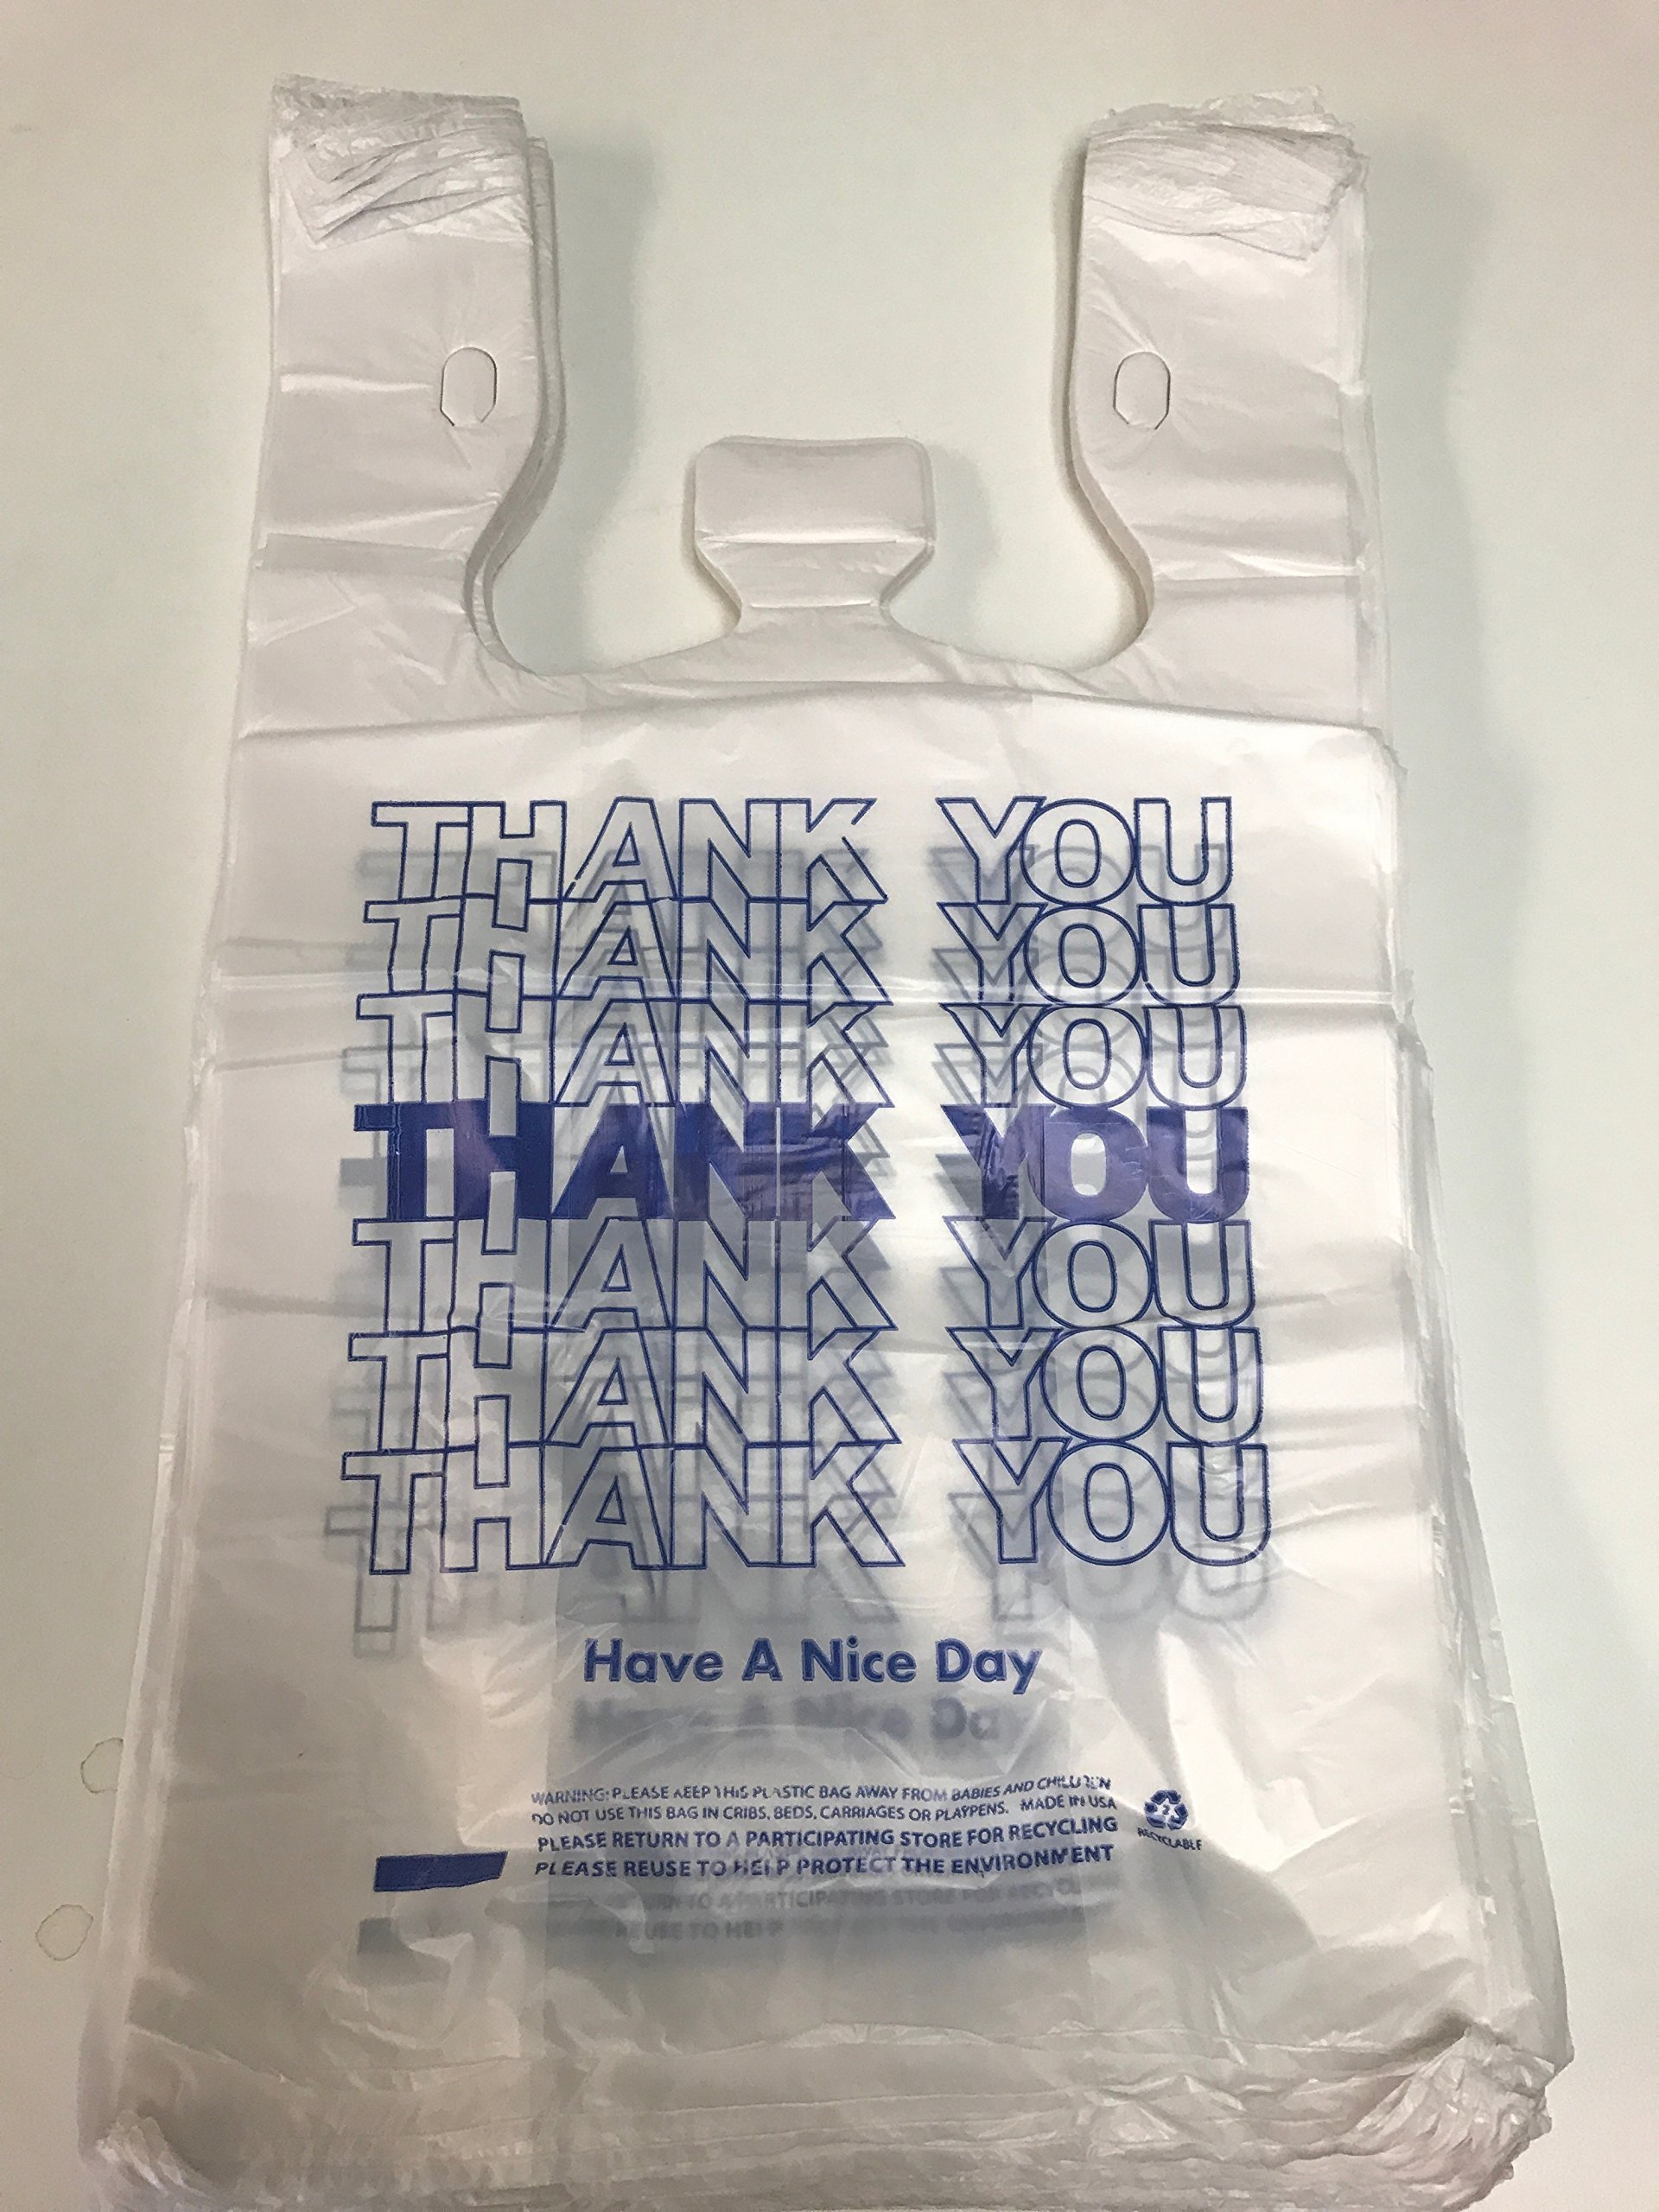 THANK YOU
THANK YOU
THANK YOU
THANK YOU
THANK YOU
THANK YOU
THANK YOU
Have A Nice Day
WARNING: PLEASE KEEP THIS PLASTIC BAG AWAY FROM BABIES AND CHILDREN
DO NOT USE THIS BAG IN CRIBS, BEDS, CARRIAGES OR PLAYPENS. MADE IN USA
PLEASE RETURN TO A PARTICIPATING STORE FOR RECYCLING
PLEASE REUSE TO HELP PROTECT THE ENVIRONMENT
2
RECYCLABLE